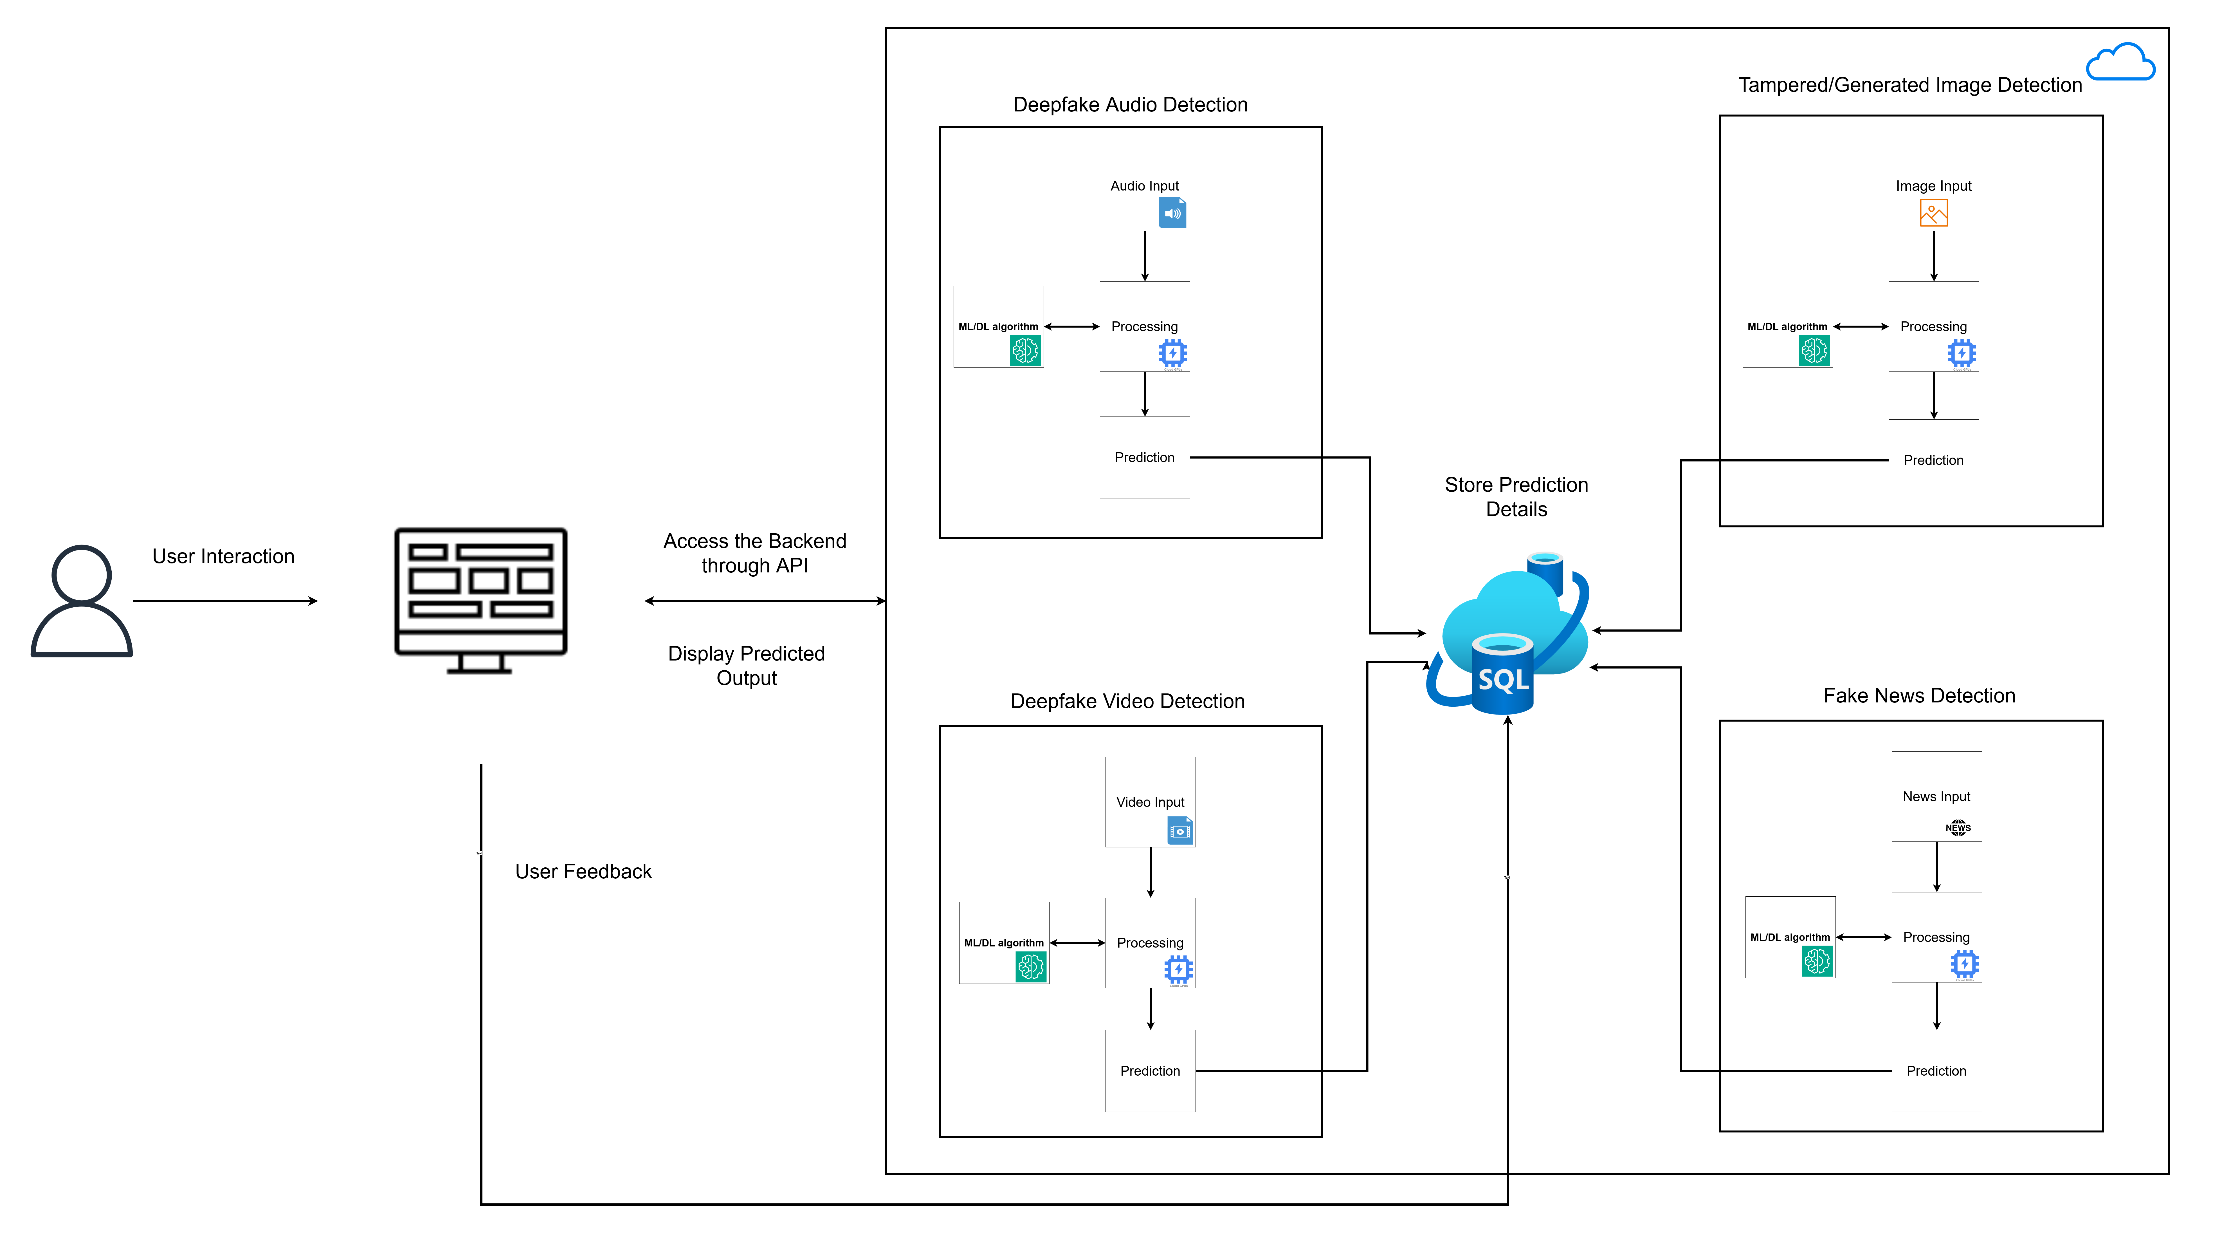 User Interaction
Access the Backend
through API
Display Predicted
Output
User Feedback
Deepfake Audio Detection
Audio Input
ML/DL algorithm
Processing
Prediction
Tampered/Generated Image Detection
Image Input
ML/DL algorithm
Processing
Prediction
Store Prediction
Details
SQL
Deepfake Video Detection
Video Input
ML/DL algorithm
Processing
Prediction
Fake News Detection
News Input
NEWS
ML/DL algorithm
Processing
Prediction